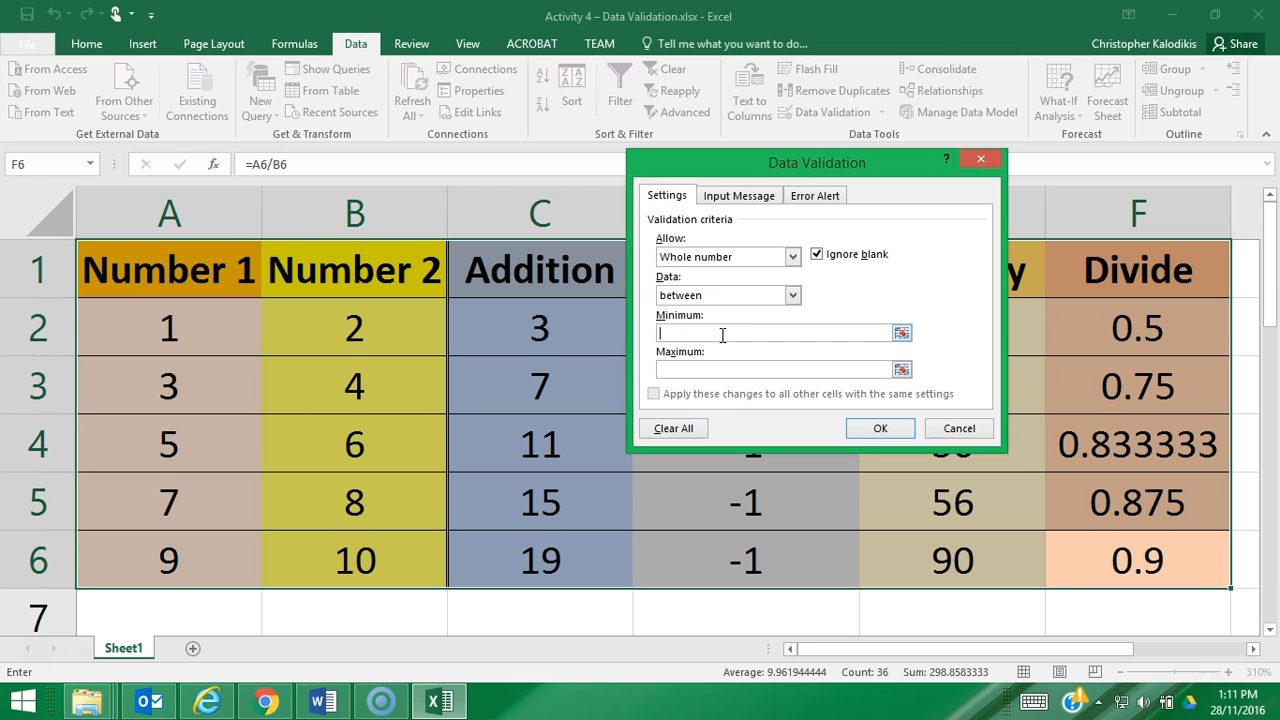 Activity 4 – Data Validation.xlsx - Excel
File Home Insert Page Layout Formulas Data Review View ACROBAT TEAM Tell me what you want to do... Christopher Kalodikis Share
From Access
From Web
From Text
From Other Sources
Existing Connections
Get External Data
New Query
Show Queries
From Table
Recent Sources
Get & Transform
Refresh All
Connections
Properties
Edit Links
Connections
Sort
Filter
Clear
Reapply
Advanced
Sort & Filter
Text to Columns
Flash Fill
Remove Duplicates
Data Validation
Consolidate
Relationships
Manage Data Model
Data Tools
What-If Analysis
Forecast Sheet
Forecast
Group
Ungroup
Subtotal
Outline
F6 fx =A6/B6
Data Validation
?
Settings Input Message Error Alert
Validation criteria
Allow:
Whole number Ignore blank
Data:
between
Minimum:
Maximum:
Apply these changes to all other cells with the same settings
Clear All OK Cancel
A B C F
1 Number 1 Number 2 Addition y Divide
2 1 2 3 0.5
3 3 4 7 0.75
4 5 6 11 0.833333
5 7 8 15 -1 56 0.875
6 9 10 19 -1 90 0.9
7
Sheet1
Enter Average: 9.961944444 Count: 36 Sum: 298.8583333 310%
1:11 PM
28/11/2016